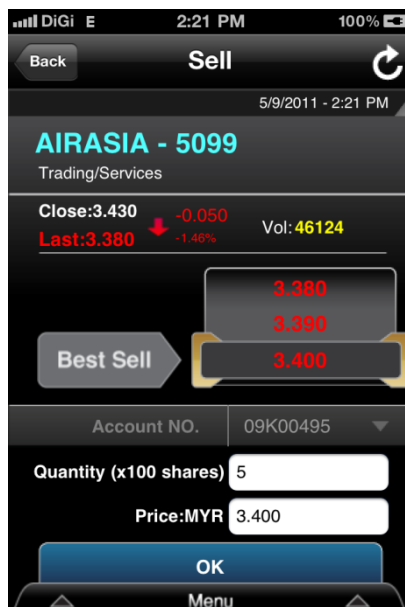 DiGi E 2:21 PM 100%
Back Sell
5/9/2011 - 2:21 PM
AIRASIA - 5099
Trading/Services
Close:3.430 -0.050 Vol:46124
Last:3.380 -1.46%
3.380
3.390
Best Sell 3.400
Account NO. 09K00495
Quantity (x100 shares) 5
Price:MYR 3.400
OK
Menu